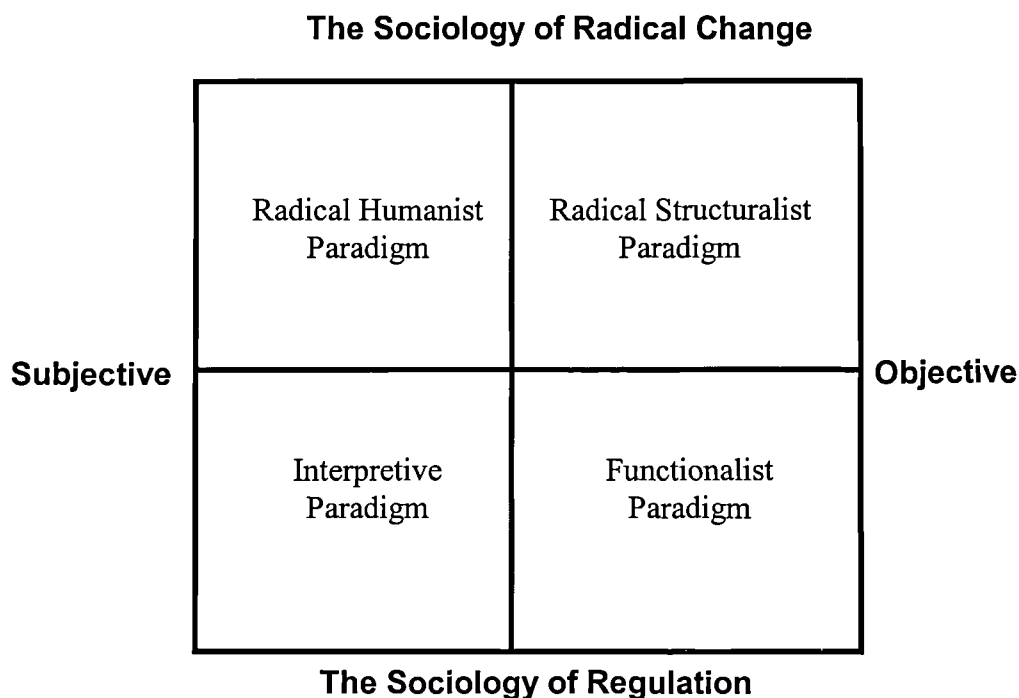 The Sociology of Radical Change
Radical Humanist
Paradigm
Radical Structuralist
Paradigm
Subjective
Objective
Interpretive
Paradigm
Functionalist
Paradigm
The Sociology of Regulation